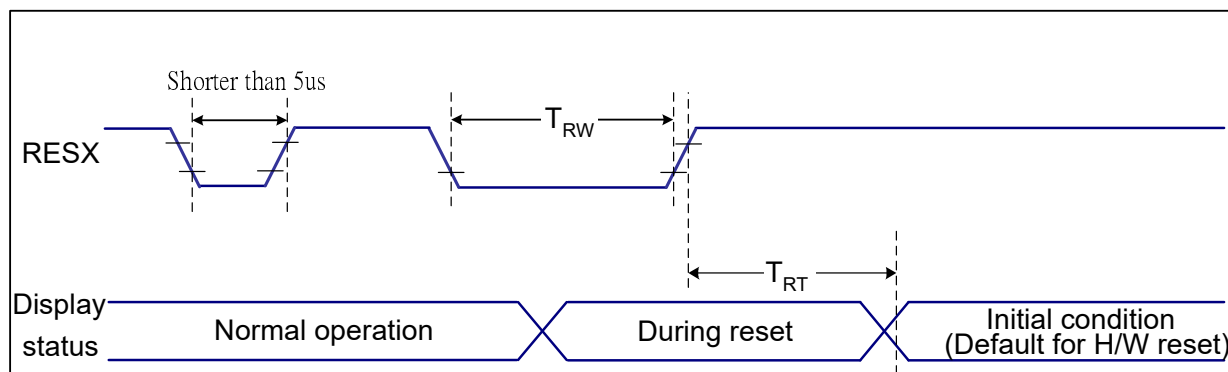 Shorter than 5us
RESX
TRW
TRT
Display
status
Normal operation
During reset
Initial condition
(Default for H/W reset)